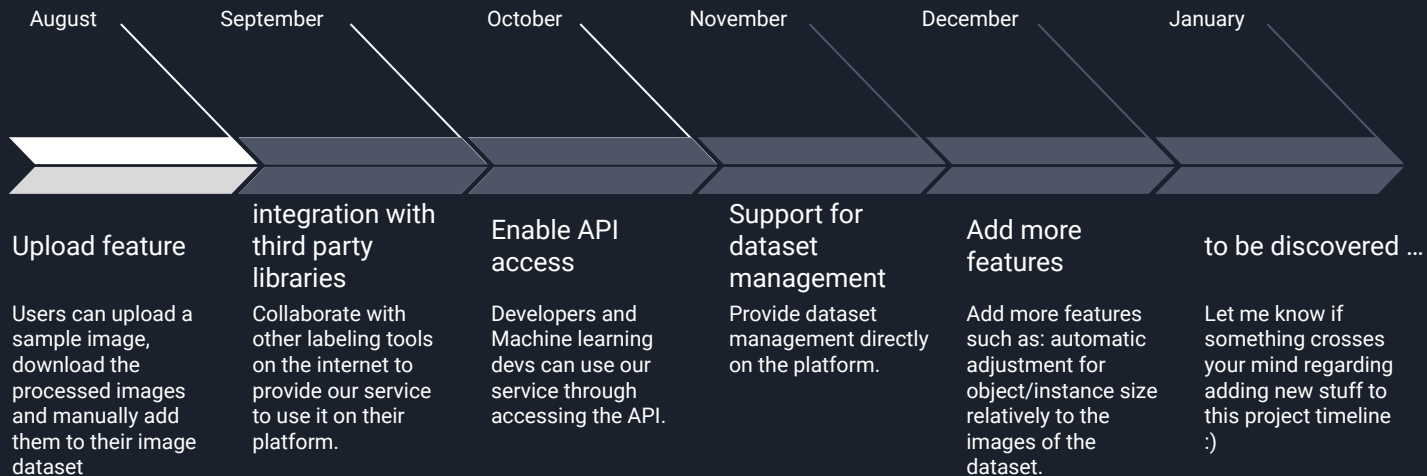 August
September
October
November
December
January
Upload feature
Users can upload a
sample image,
download the
processed images
and manually add
them to their image
dataset
integration with
third party
libraries
Collaborate with
other labeling tools
on the internet to
provide our service
to use it on their
platform.
Enable API
access
Developers and
Machine learning
devs can use our
service through
accessing the API.
Support for
dataset
management
Provide dataset
management directly
on the platform.
Add more
features
Add more features
such as: automatic
adjustment for
object/instance size
relatively to the
images of the
dataset.
to be discovered ...
Let me know if
something crosses
your mind regarding
adding new stuff to
this project timeline
:)